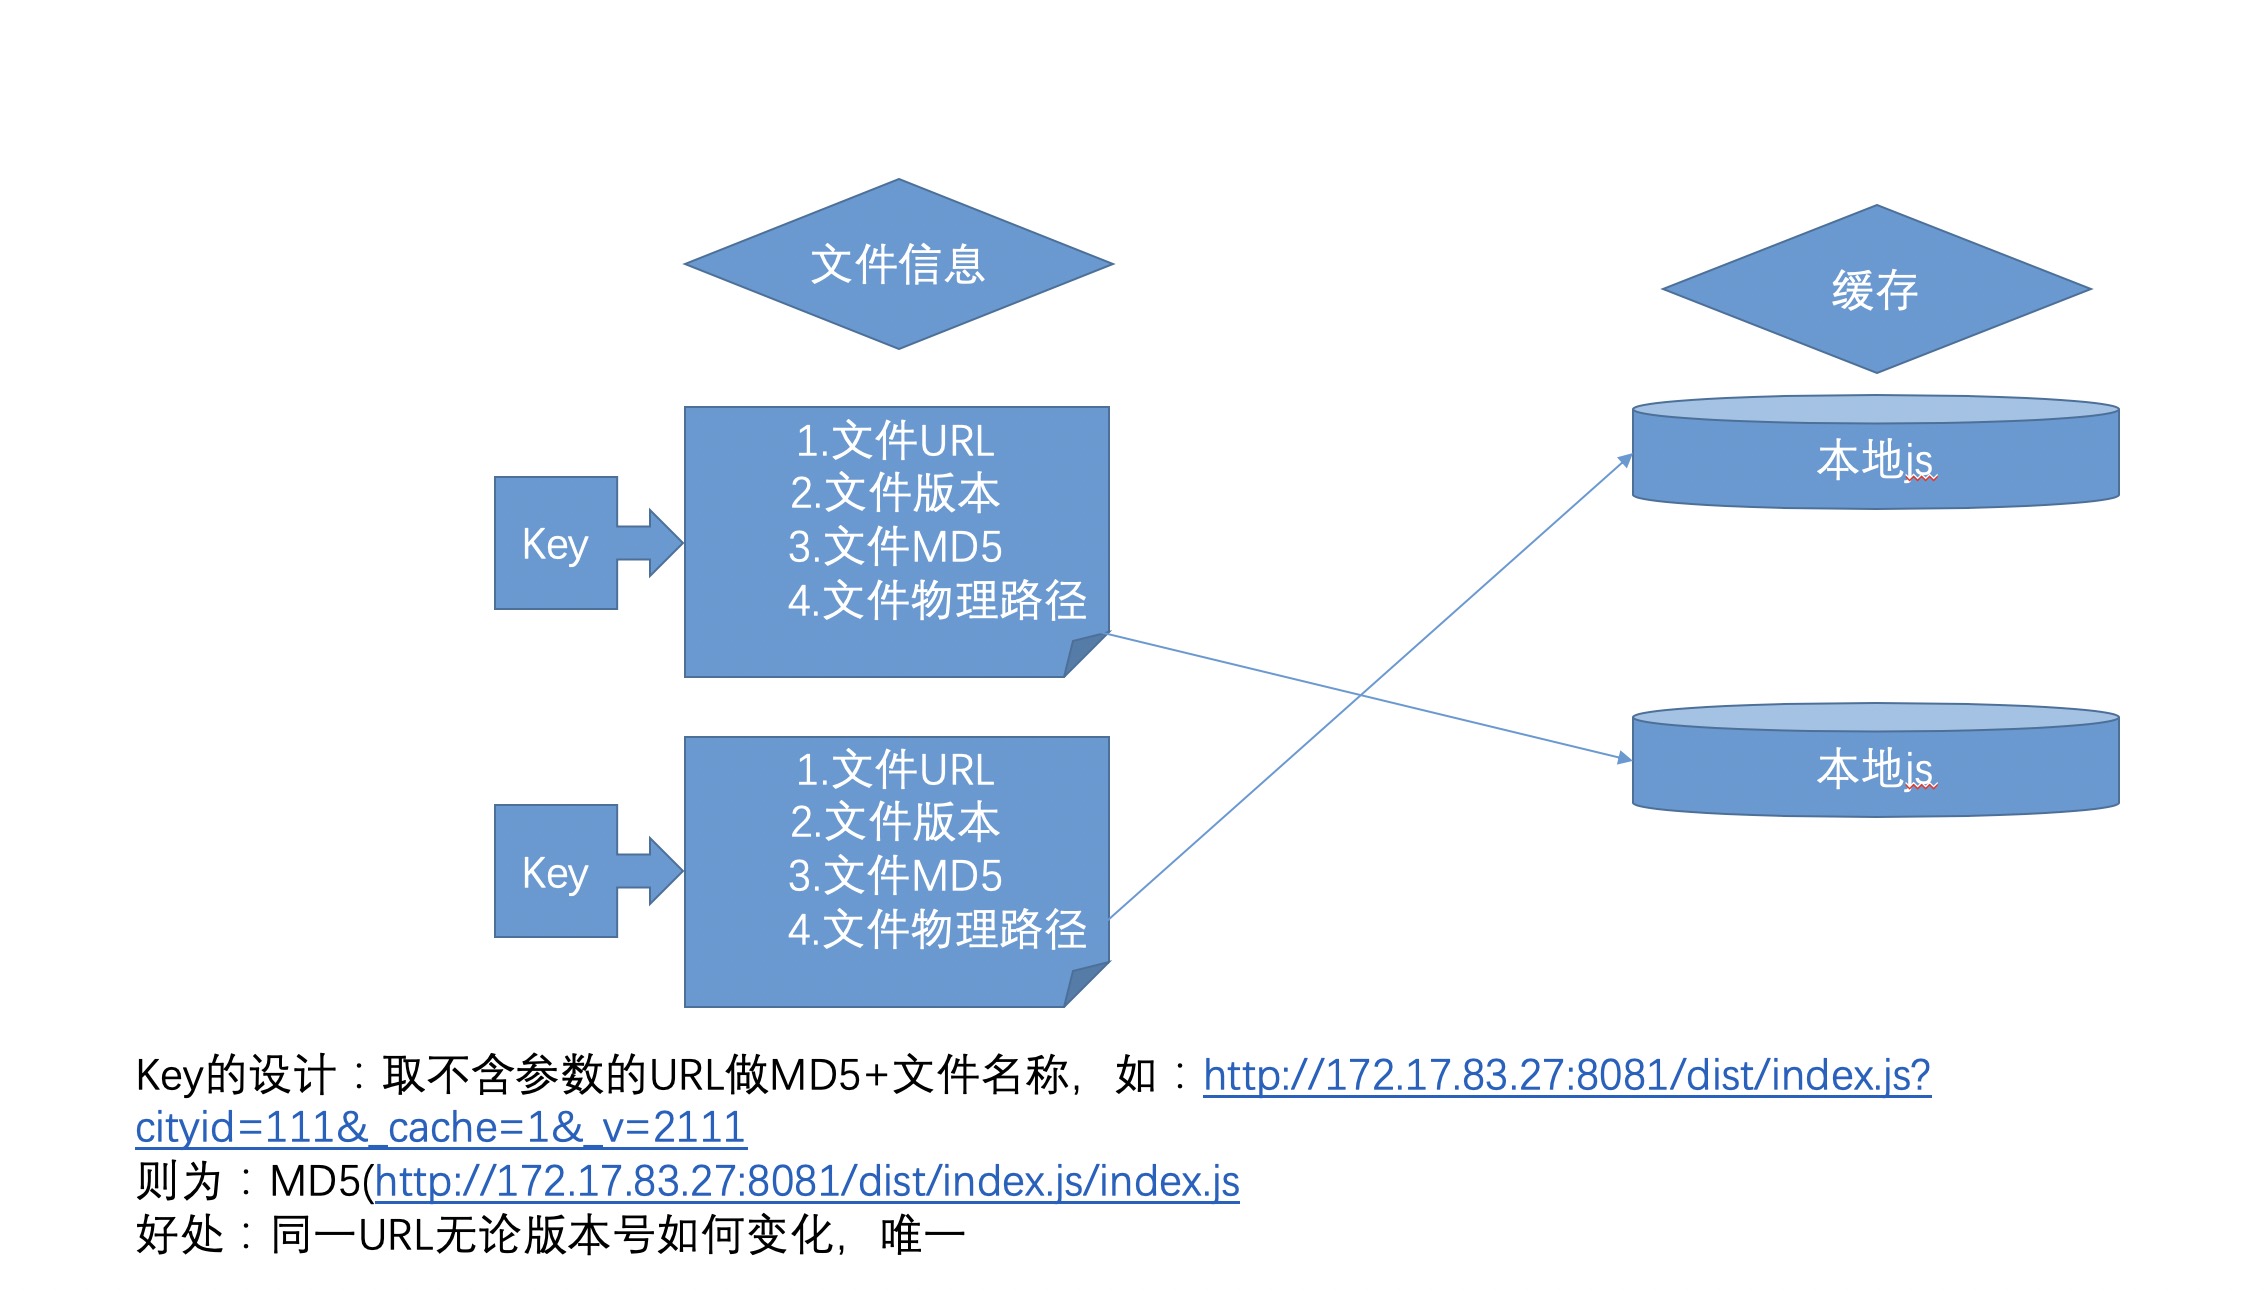 文件信息
缓存
Key
1.文件URL
2.文件版本
3.文件MD5
4.文件物理路径
本地js
Key
1.文件URL
2.文件版本
3.文件MD5
4.文件物理路径
本地js
Key的设计：取不含参数的URL做MD5+文件名称，如：http://172.17.83.27:8081/dist/index.js?
cityid=111&_cache=1&_v=2111
则为：MD5(http://172.17.83.27:8081/dist/index.js/index.js
好处：同一URL无论版本号如何变化，唯一